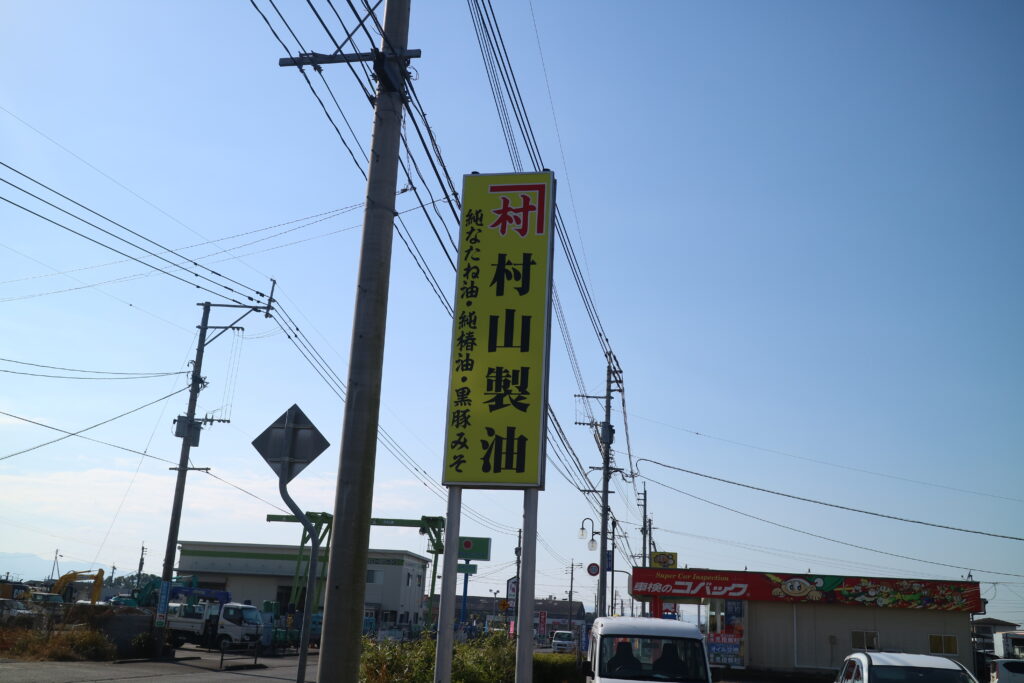 村
村山製油
純なたね油・純椿油・黒豚みそ
Super Car Inspection
車検のコバック